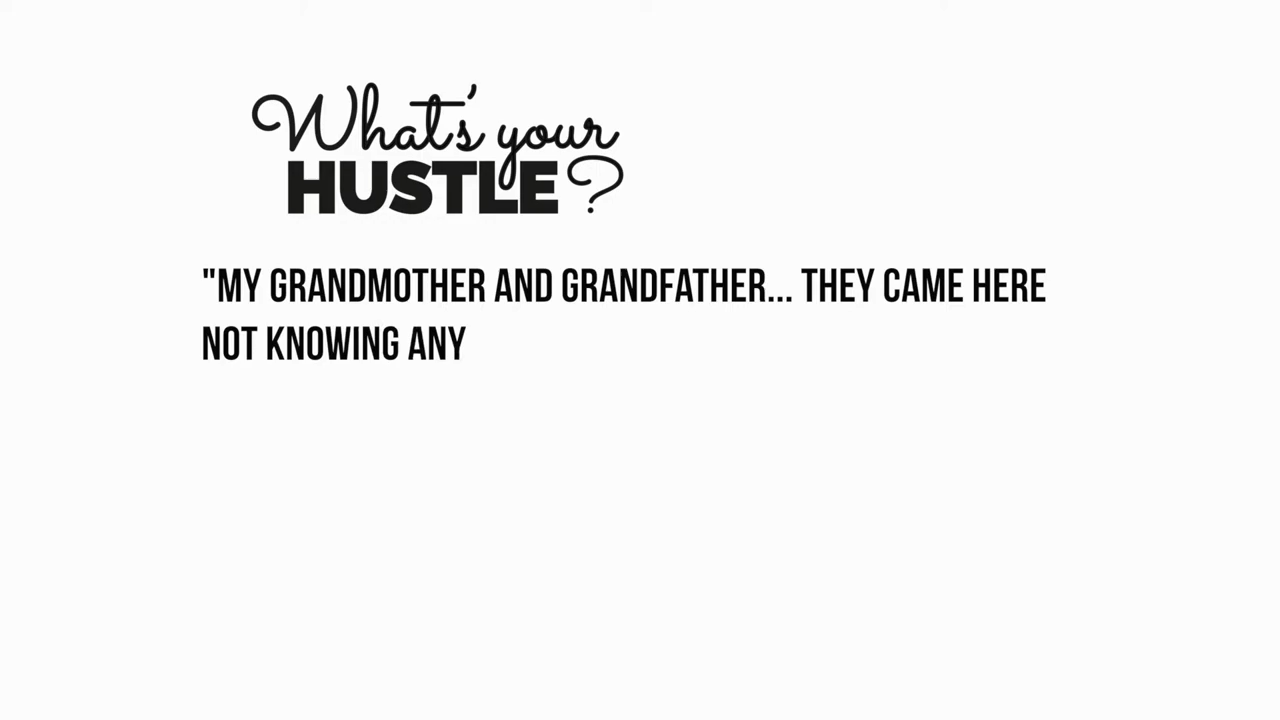 What's your
HUSTLE?
"MY GRANDMOTHER AND GRANDFATHER... THEY CAME HERE
NOT KNOWING ANY